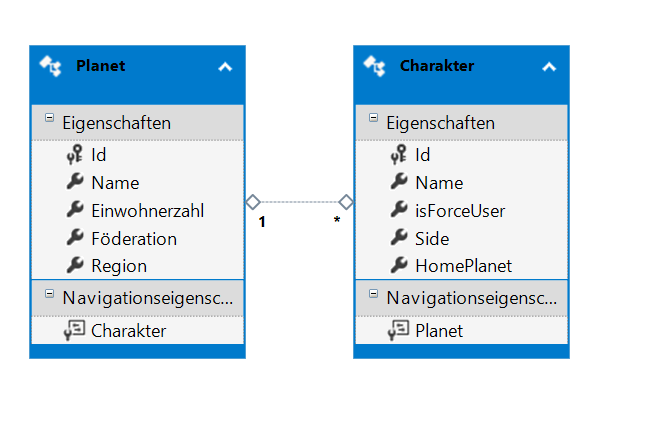 Planet
Eigenschaften
Id
Name
Einwohnerzahl
Föderation
Region
Navigationseigensc...
Charakter
1
*
Charakter
Eigenschaften
Id
Name
isForceUser
Side
HomePlanet
Navigationseigensc...
Planet